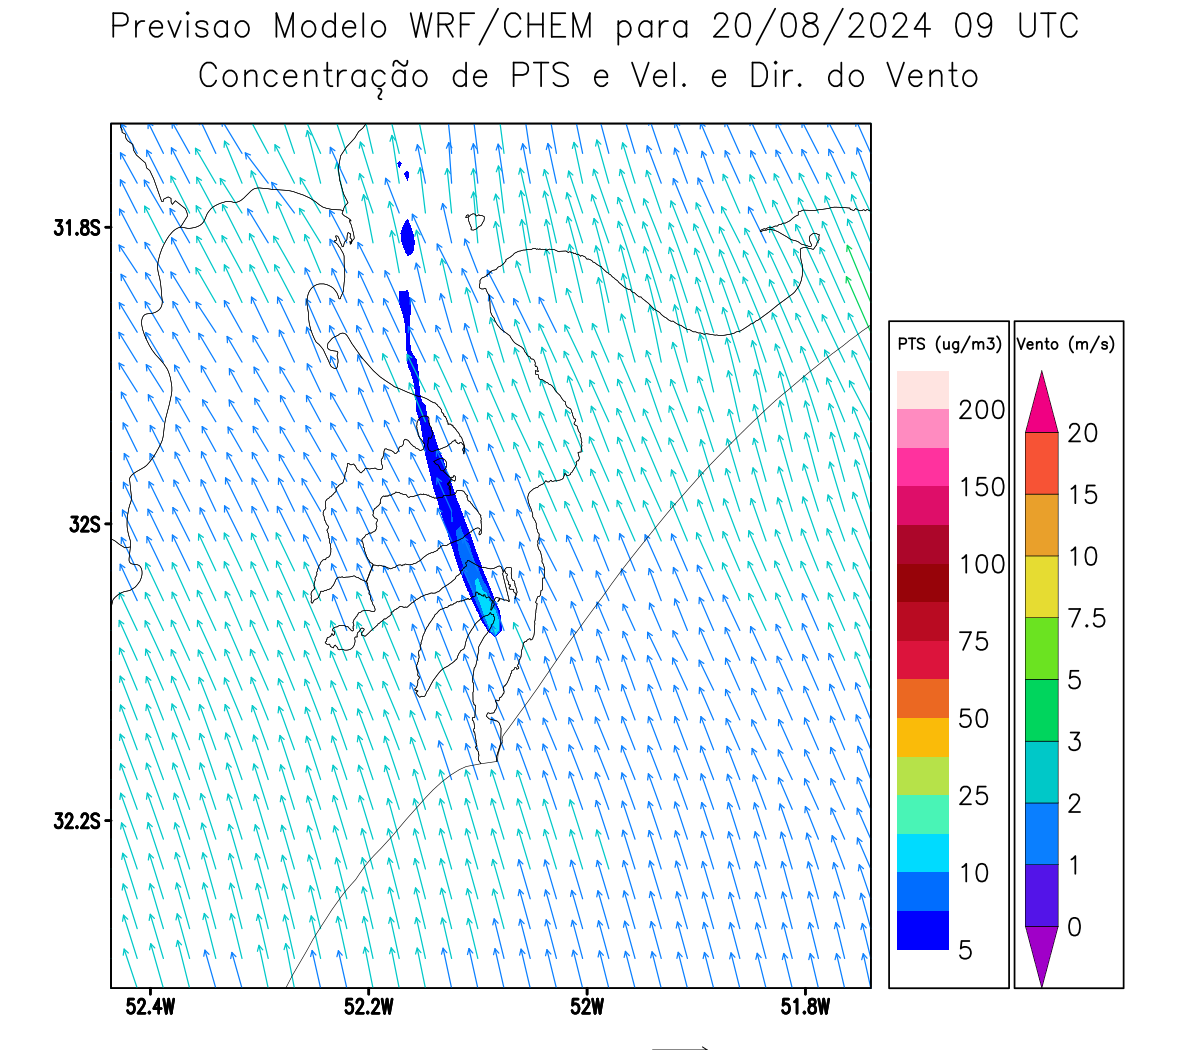 Previsao Modelo WRF/CHEM para 20/08/2024 09 UTC
Concentração de PTS e Vel. e Dir. do Vento
31.8S
32S
32.2S
52.4W
52.2W
52W
51.8W
PTS (ug/m3)
200
150
100
75
50
25
10
5
Vento (m/s)
20
15
10
7.5
5
3
2
1
0